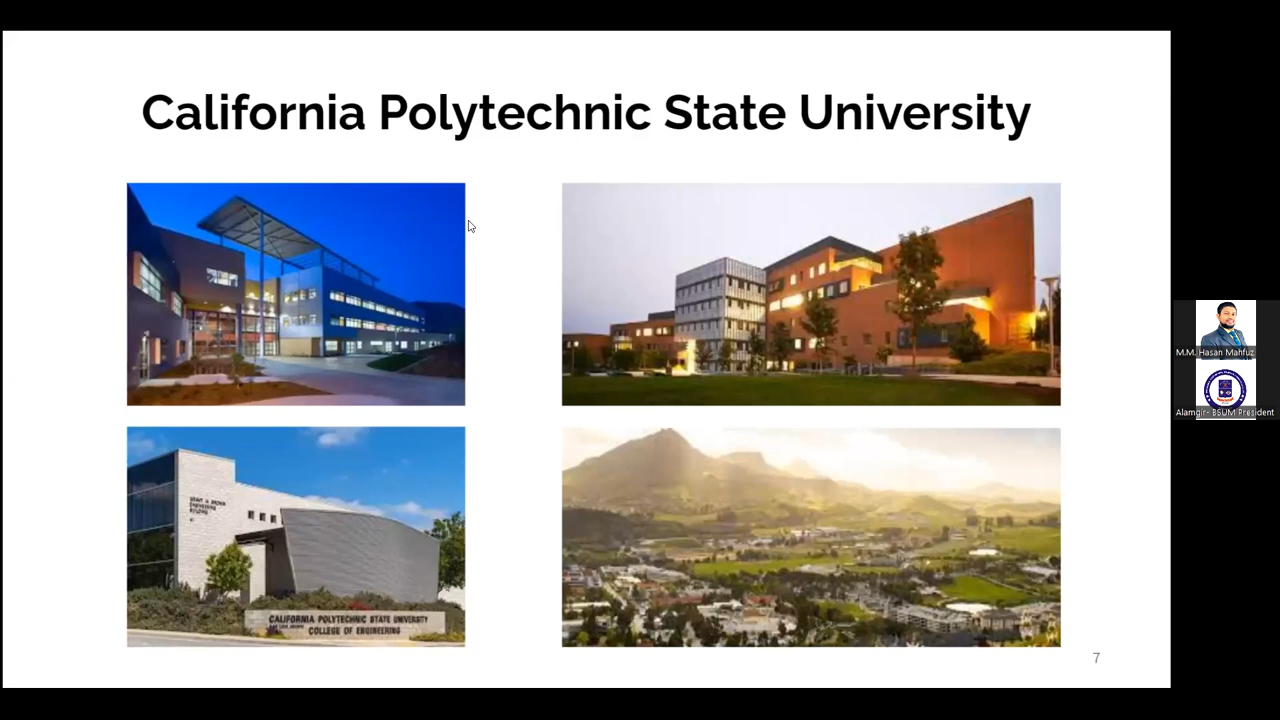 California Polytechnic State University
CALIFORNIA POLYTECHNIC STATE UNIVERSITY
COLLEGE OF ENGINEERING
7
M.M. Hasan Mahfuz
Alamgir- BSUM President